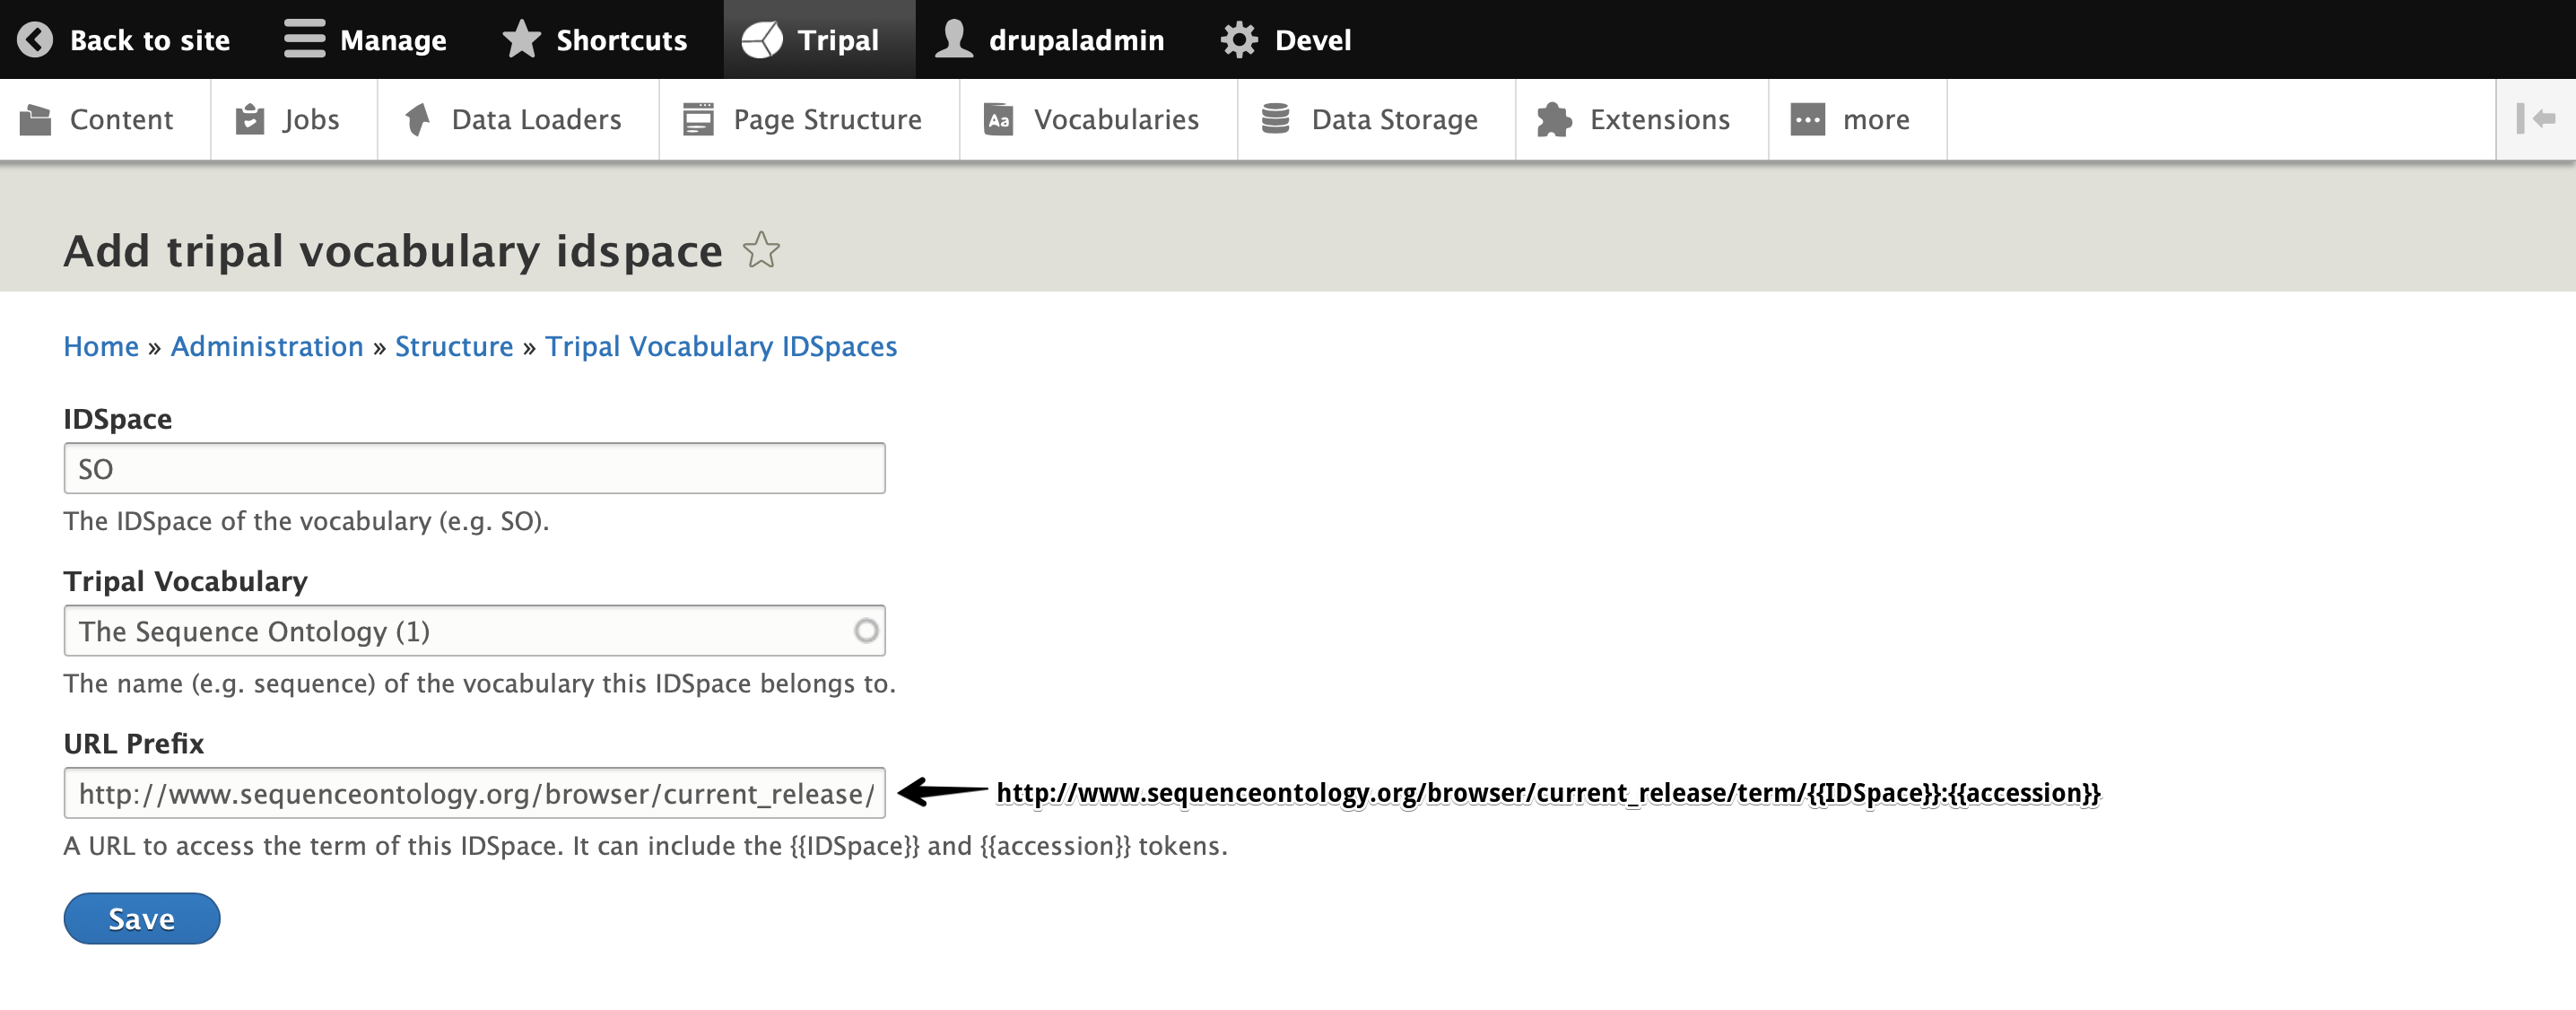 Back to site Manage Shortcuts Tripal drupaladmin Devel
Content Jobs Data Loaders Page Structure Aa Vocabularies Data Storage Extensions more
Add tripal vocabulary idspace
Home » Administration » Structure » Tripal Vocabulary IDSpaces
IDSpace
SO
The IDSpace of the vocabulary (e.g. SO).
Tripal Vocabulary
The Sequence Ontology (1)
The name (e.g. sequence) of the vocabulary this IDSpace belongs to.
URL Prefix
http://www.sequenceontology.org/browser/current_release/ http://www.sequenceontology.org/browser/current_release/term/{{IDSpace}}:{{accession}}
A URL to access the term of this IDSpace. It can include the {{IDSpace}} and {{accession}} tokens.
Save